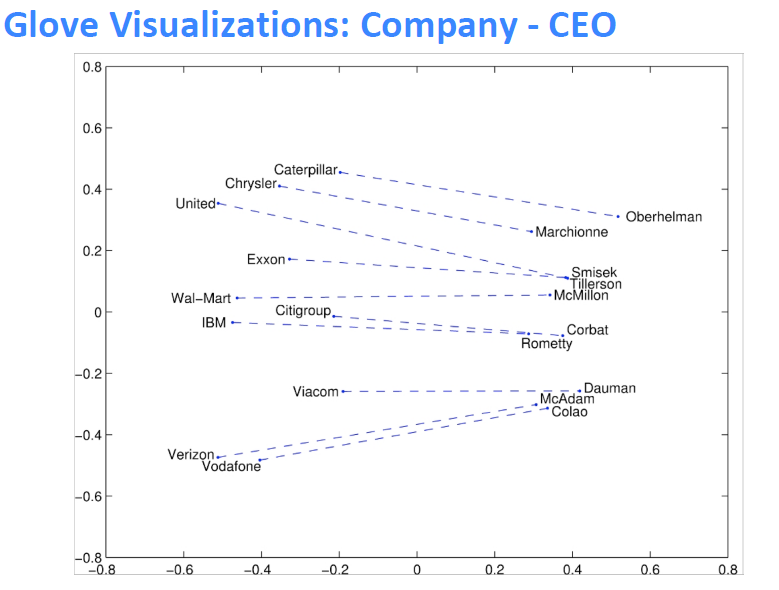 Glove Visualizations: Company - CEO
0.8
0.6
Caterpillar
Chrysler
0.4
United
Oberhelman
Marchionne
0.2
Exxon
Smisek
Tillerson
Wal-Mart
McMillon
0
Citigroup
IBM
Corbat
Rometty
-0.2
Viacom
Dauman
McAdam
Colao
-0.4
Verizon
Vodafone
-0.6
-0.8
-0.8 -0.6 -0.4 -0.2 0 0.2 0.4 0.6 0.8